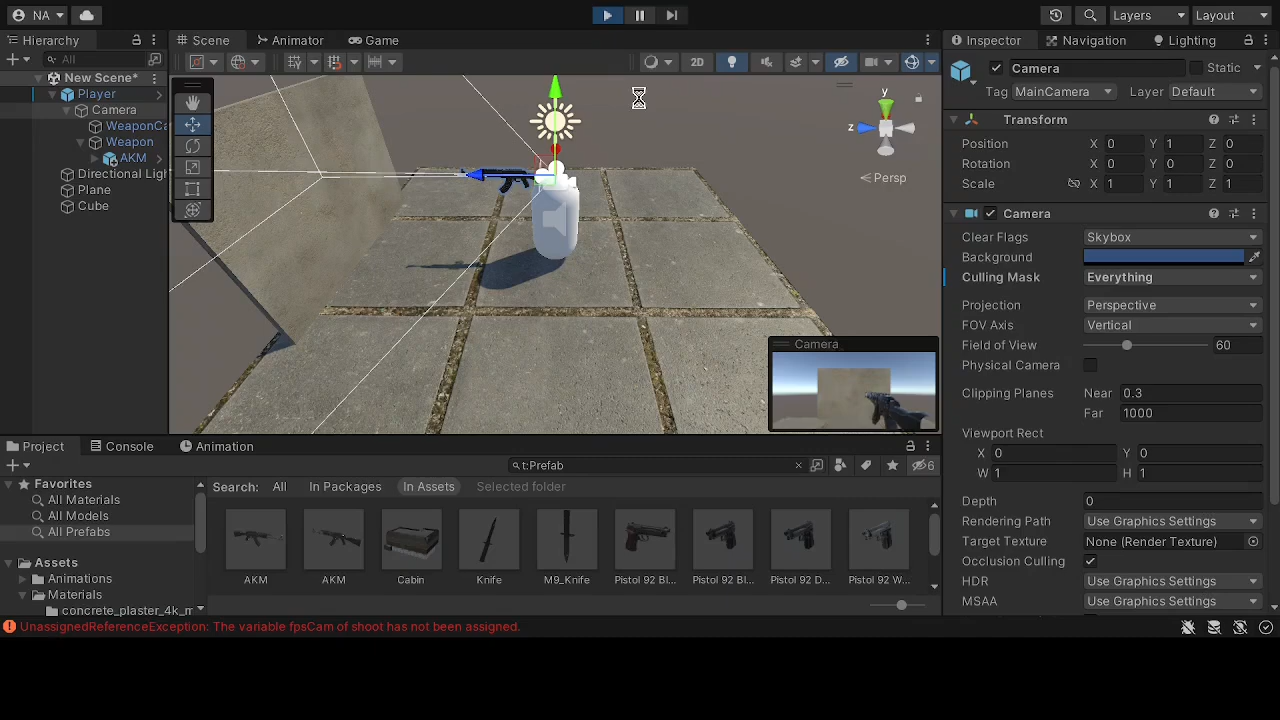 NA
Layers
Layout
Hierarchy
All
New Scene*
Player
Camera
WeaponCa
Weapon
AKM
Directional Ligh
Plane
Cube
Scene
Animator
Game
2D
y
z
Persp
Camera
Inspector
Navigation
Lighting
Camera
Static
Tag MainCamera Layer Default
Transform
Position X 0 Y 1 Z 0
Rotation X 0 Y 0 Z 0
Scale X 1 Y 1 Z 1
Camera
Clear Flags Skybox
Background
Culling Mask Everything
Projection Perspective
FOV Axis Vertical
Field of View 60
Physical Camera
Clipping Planes Near 0.3
Far 1000
Viewport Rect
X 0 Y 0
W 1 H 1
Depth 0
Rendering Path Use Graphics Settings
Target Texture None (Render Texture)
Occlusion Culling
HDR Use Graphics Settings
MSAA Use Graphics Settings
Project
Console
Animation
t:Prefab
6
Favorites
All Materials
All Models
All Prefabs
Assets
Animations
Materials
concrete_plaster_4k_m
Search: All In Packages In Assets Selected folder
AKM AKM Cabin Knife M9_Knife Pistol 92 Bl... Pistol 92 Bl... Pistol 92 D... Pistol 92 W...
UnassignedReferenceException: The variable fpsCam of shoot has not been assigned.